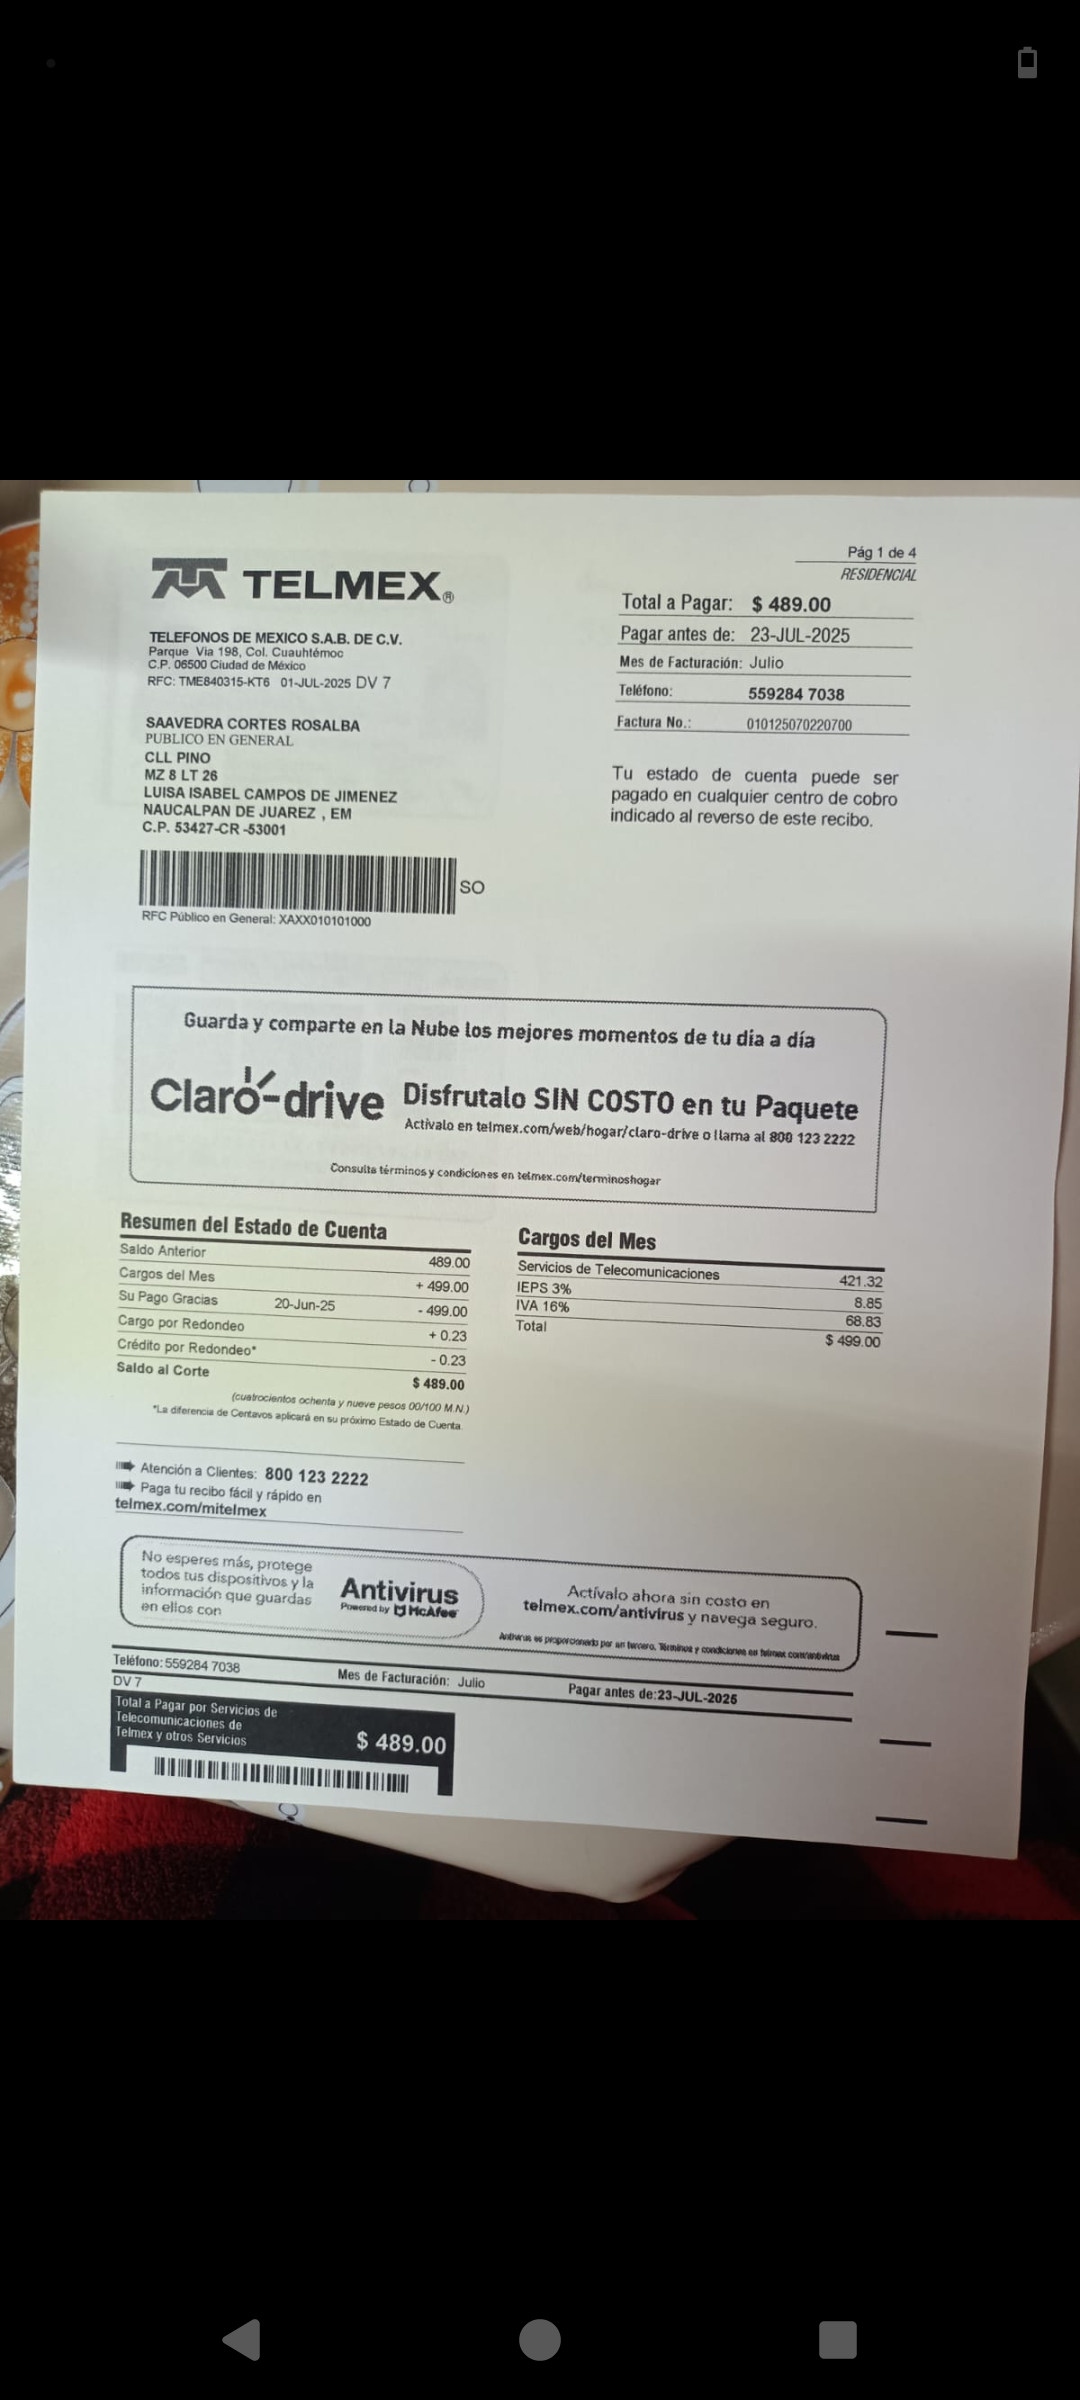 Pág 1 de 4
RESIDENCIAL
TELMEX®
TELEFONOS DE MEXICO S.A.B. DE C.V.
Parque Via 198, Col. Cuauhtémoc
C.P. 06500 Ciudad de México
RFC: TME840315-KT6 01-JUL-2025 DV 7
Total a Pagar: $ 489.00
Pagar antes de: 23-JUL-2025
Mes de Facturación: Julio
Teléfono: 559284 7038
Factura No.: 010125070220700
SAAVEDRA CORTES ROSALBA
PUBLICO EN GENERAL
CLL PINO
MZ 8 LT 26
LUISA ISABEL CAMPOS DE JIMENEZ
NAUCALPAN DE JUAREZ , EM
C.P. 53427-CR -53001
SO
RFC Público en General: XAXX010101000
Tu estado de cuenta puede ser
pagado en cualquier centro de cobro
indicado al reverso de este recibo.
Guarda y comparte en la Nube los mejores momentos de tu día a día
Claro-drive Disfrutalo SIN COSTO en tu Paquete
Actívalo en telmex.com/web/hogar/claro-drive o llama al 800 123 2222
Consulta términos y condiciones en telmex.com/terminoshogar
Resumen del Estado de Cuenta
Saldo Anterior 489.00
Cargos del Mes + 499.00
Su Pago Gracias 20-Jun-25 - 499.00
Cargo por Redondeo + 0.23
Crédito por Redondeo* - 0.23
Saldo al Corte $ 489.00
(cuatrocientos ochenta y nueve pesos 00/100 M.N.)
*La diferencia de Centavos aplicará en su próximo Estado de Cuenta.
Cargos del Mes
Servicios de Telecomunicaciones 421.32
IEPS 3% 8.85
IVA 16% 68.83
Total $ 499.00
Atención a Clientes: 800 123 2222
Paga tu recibo fácil y rápido en
telmex.com/mitelmex
No esperes más, protege
todos tus dispositivos y la
información que guardas
en ellos con
Antivirus
Powered by McAfee
Actívalo ahora sin costo en
telmex.com/antivirus y navega seguro.
Antivirus es proporcionado por un tercero. Términos y condiciones en telmex.com/antivirus
Teléfono: 559284 7038 Mes de Facturación: Julio Pagar antes de:23-JUL-2025
DV 7
Total a Pagar por Servicios de
Telecomunicaciones de
Telmex y otros Servicios
$ 489.00